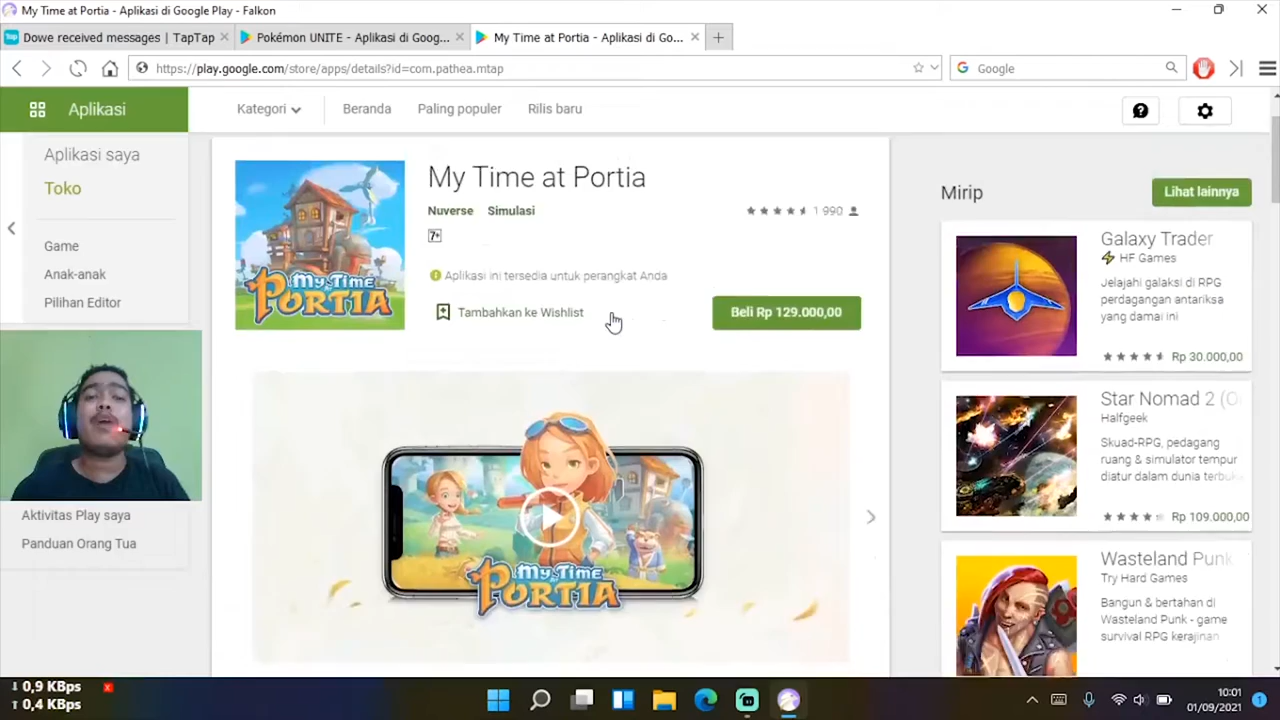 My Time at Portia - Aplikasi di Google Play - Falkon
Dowe received messages | TapTap
Pokémon UNITE - Aplikasi di Goog...
My Time at Portia - Aplikasi di Go...
https://play.google.com/store/apps/details?id=com.pathea.mtap
Google
Aplikasi
Kategori
Beranda
Paling populer
Rilis baru
Aplikasi saya
Toko
Game
Anak-anak
Pilihan Editor
Aktivitas Play saya
Panduan Orang Tua
My Time at
PORTIA
My Time at Portia
Nuverse Simulasi
1 990
7+
Aplikasi ini tersedia untuk perangkat Anda
Tambahkan ke Wishlist
Beli Rp 129.000,00
My Time at
PORTIA
Mirip
Lihat lainnya
Galaxy Trader
HF Games
Jelajahi galaksi di RPG
perdagangan antariksa
yang damai ini
Rp 30.000,00
Star Nomad 2 (O
Halfgeek
Skuad-RPG, pedagang
ruang & simulator tempur
diatur dalam dunia terbuk
Rp 109.000,00
Wasteland Punk
Try Hard Games
Bangun & bertahan di
Wasteland Punk - game
survival RPG kerajinan
0,9 KBps
0,4 KBps
10:01
01/09/2021
1